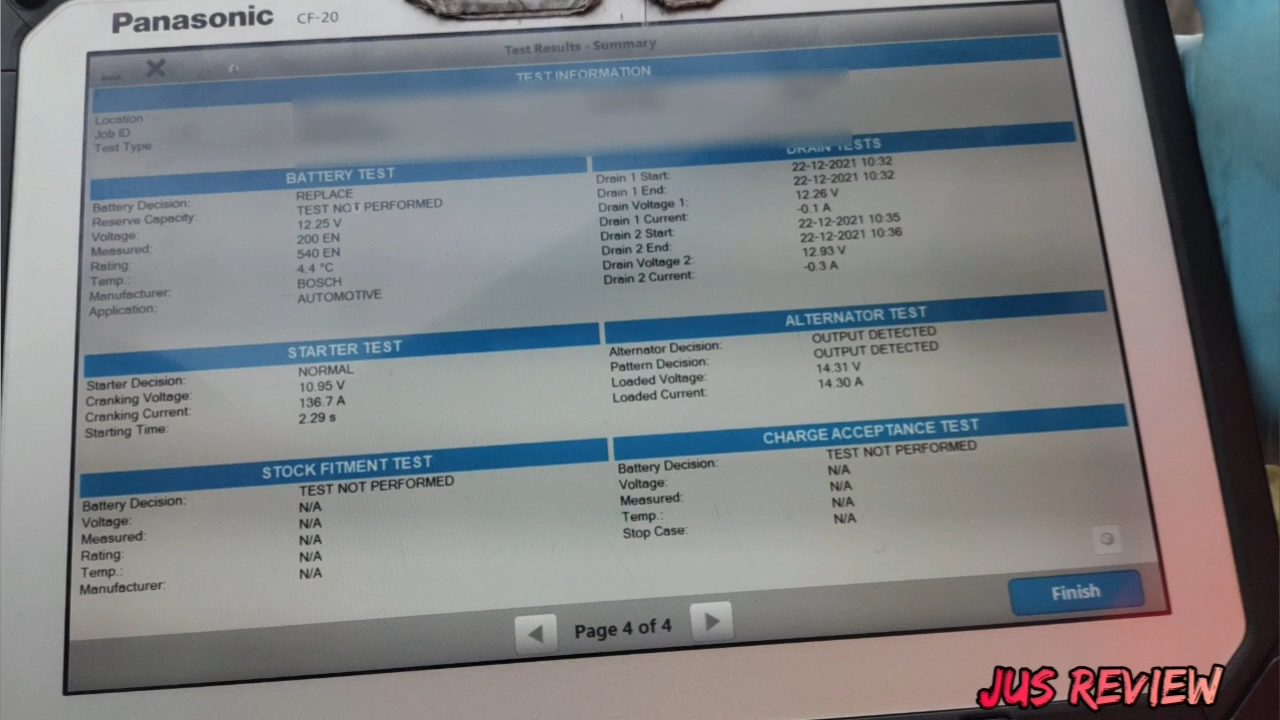 Panasonic CF-20
Test Results - Summary
TEST INFORMATION
Location
Job ID
Test Type
BATTERY TEST
Battery Decision: REPLACE
Reserve Capacity: TEST NOT PERFORMED
Voltage: 12.25 V
Measured: 200 EN
Rating: 540 EN
Temp.: 4.4 °C
Manufacturer: BOSCH
Application: AUTOMOTIVE
DRAIN TESTS
Drain 1 Start: 22-12-2021 10:32
Drain 1 End: 22-12-2021 10:32
Drain Voltage 1: 12.26 V
Drain 1 Current: -0.1 A
Drain 2 Start: 22-12-2021 10:35
Drain 2 End: 22-12-2021 10:36
Drain Voltage 2: 12.93 V
Drain 2 Current: -0.3 A
STARTER TEST
Starter Decision: NORMAL
Cranking Voltage: 10.95 V
Cranking Current: 136.7 A
Starting Time: 2.29 s
ALTERNATOR TEST
Alternator Decision: OUTPUT DETECTED
Pattern Decision: OUTPUT DETECTED
Loaded Voltage: 14.31 V
Loaded Current: 14.30 A
STOCK FITMENT TEST
Battery Decision: TEST NOT PERFORMED
Voltage: N/A
Measured: N/A
Rating: N/A
Temp.: N/A
Manufacturer: N/A
CHARGE ACCEPTANCE TEST
Battery Decision: TEST NOT PERFORMED
Voltage: N/A
Measured: N/A
Temp.: N/A
Stop Case: N/A
Page 4 of 4
Finish
JUS REVIEW